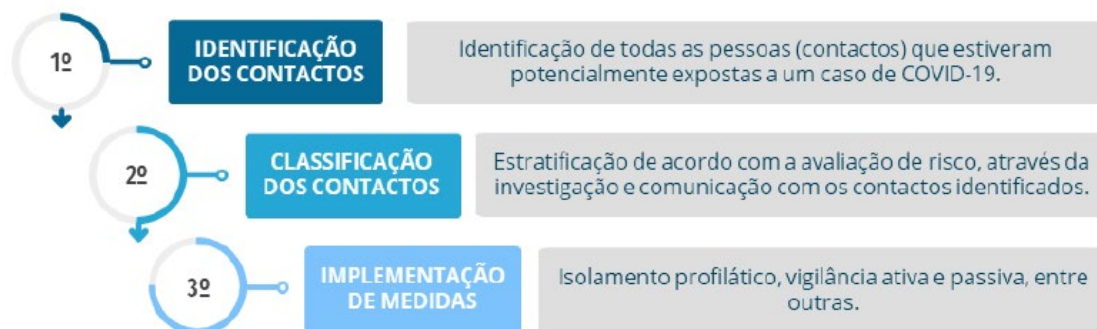 1º
IDENTIFICAÇÃO
DOS CONTACTOS
Identificação de todas as pessoas (contactos) que estiveram
potencialmente expostas a um caso de COVID-19.
2º
CLASSIFICAÇÃO
DOS CONTACTOS
Estratificação de acordo com a avaliação de risco, através da
investigação e comunicação com os contactos identificados.
3º
IMPLEMENTAÇÃO
DE MEDIDAS
Isolamento profilático, vigilância ativa e passiva, entre
outras.